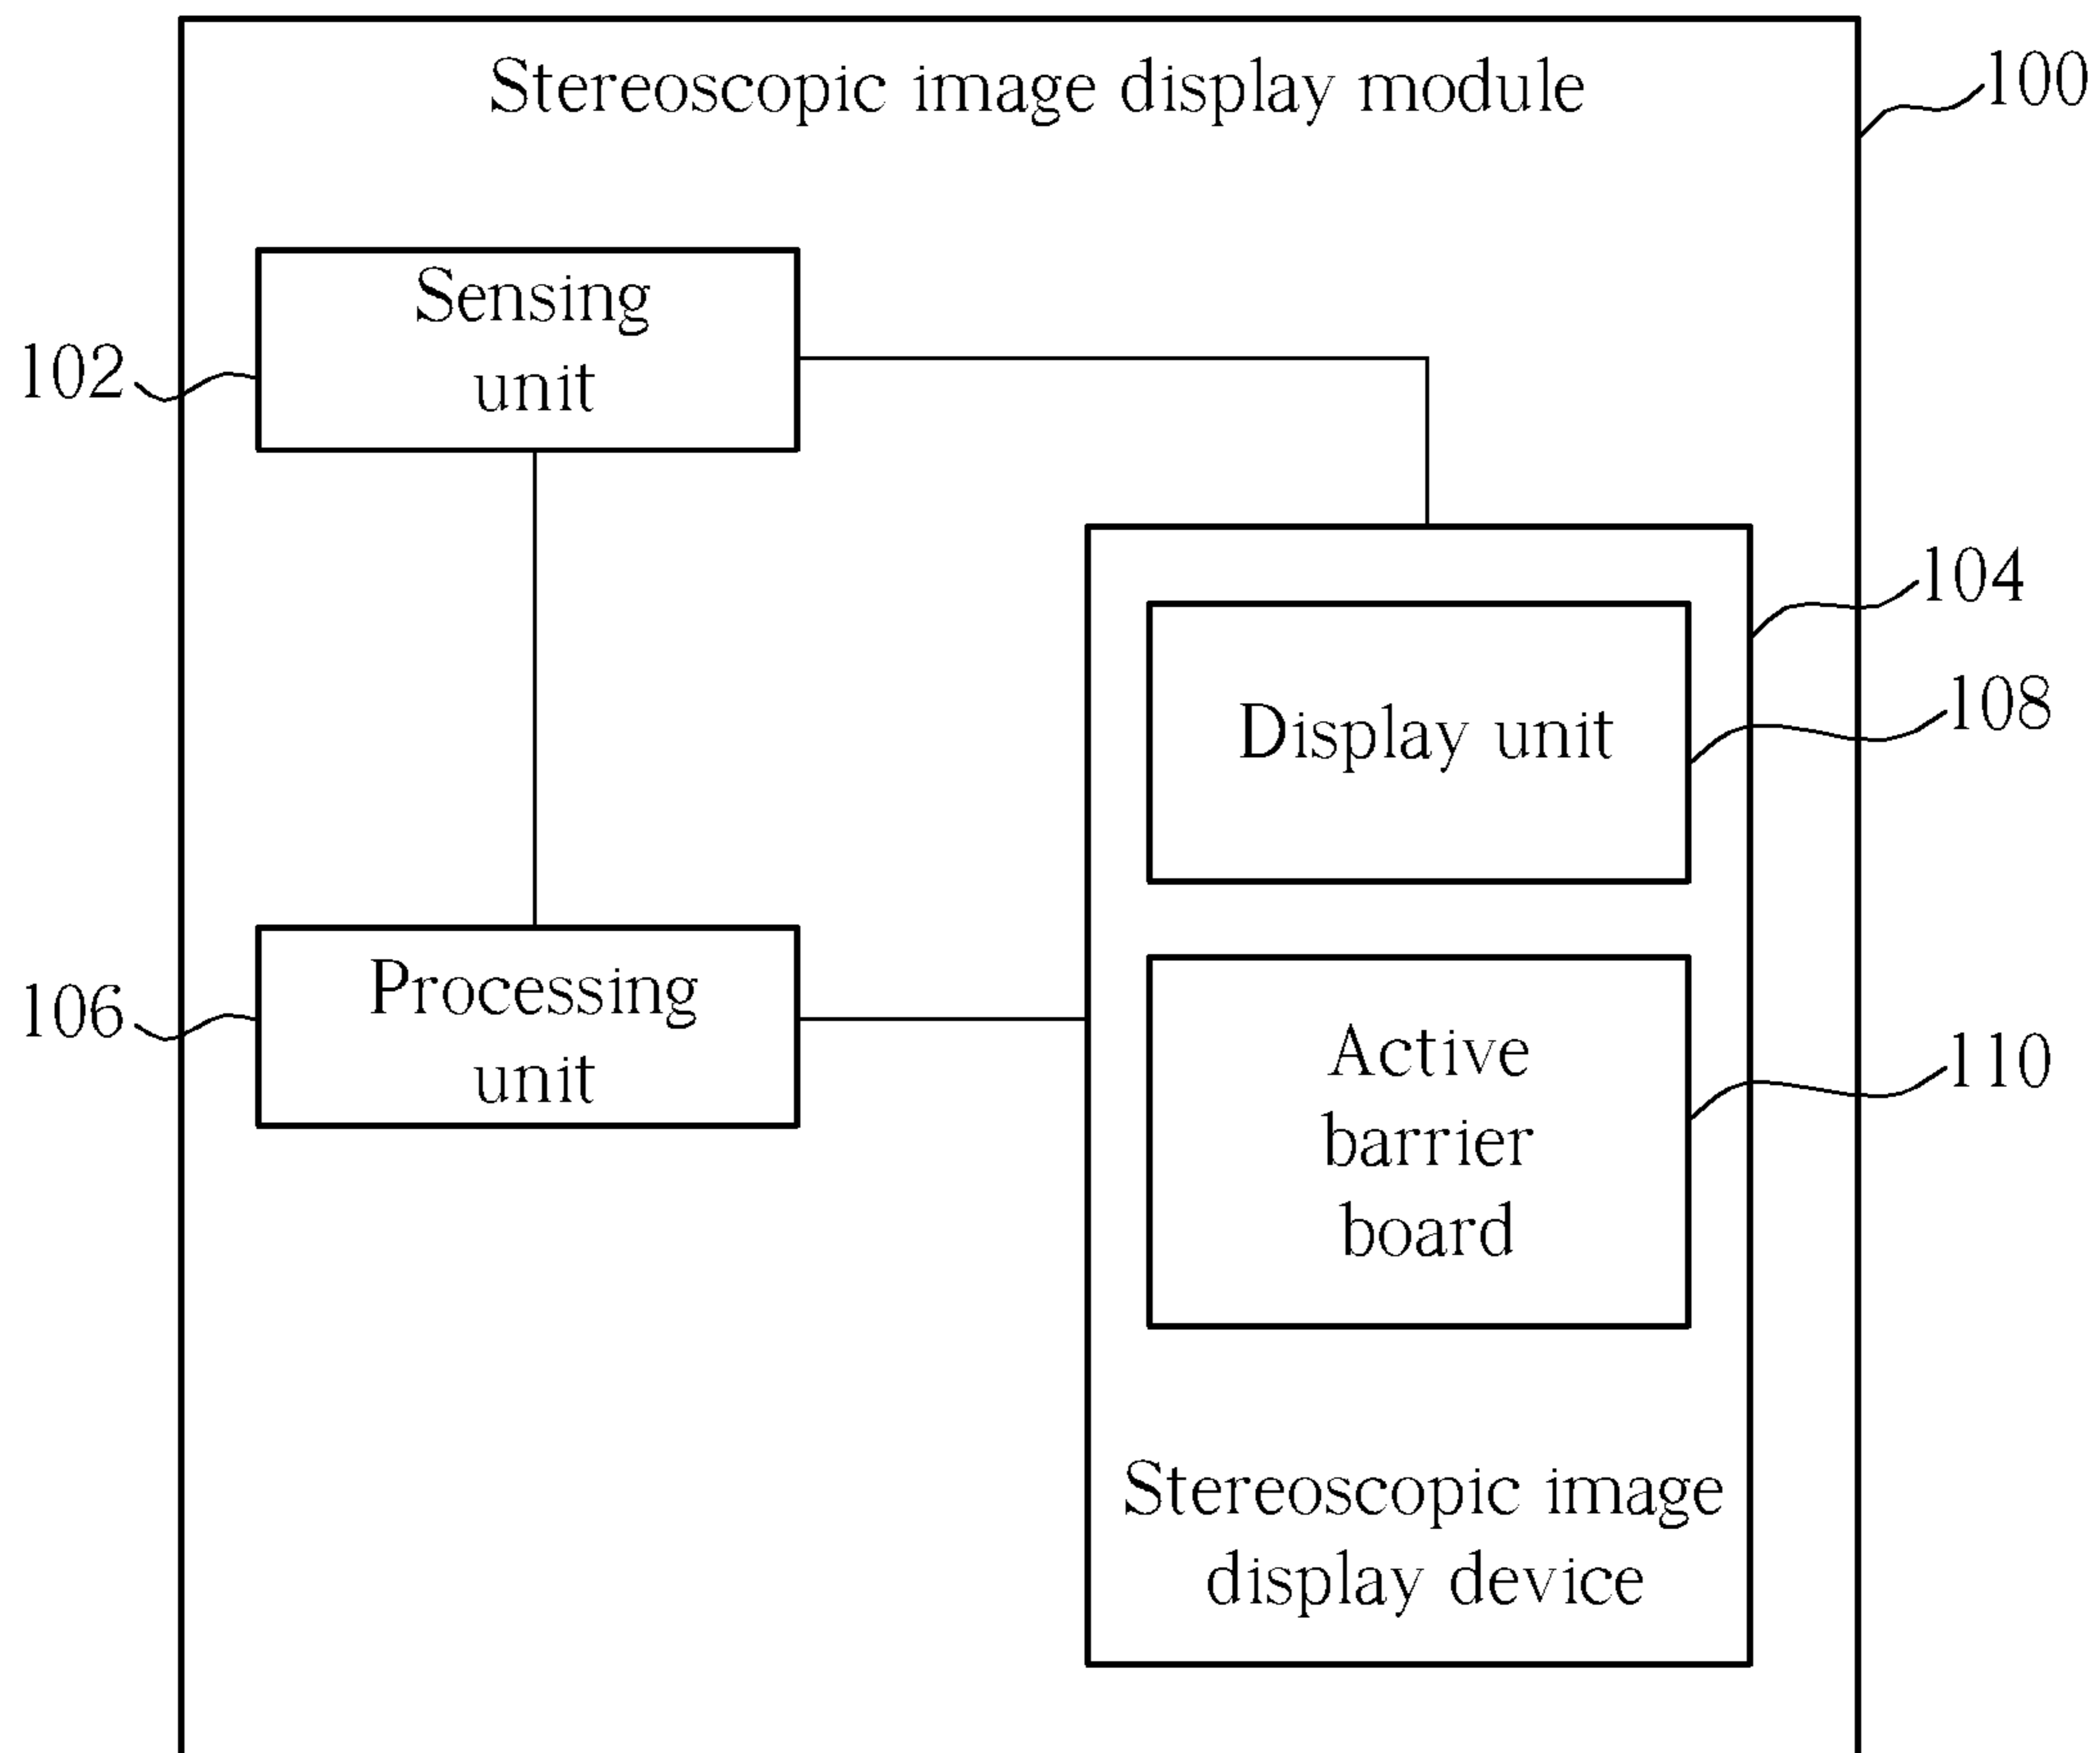 Stereoscopic image display module
100
Sensing
unit
102
104
Display unit
108
Processing
unit
106
Active
barrier
board
110
Stereoscopic image
display device